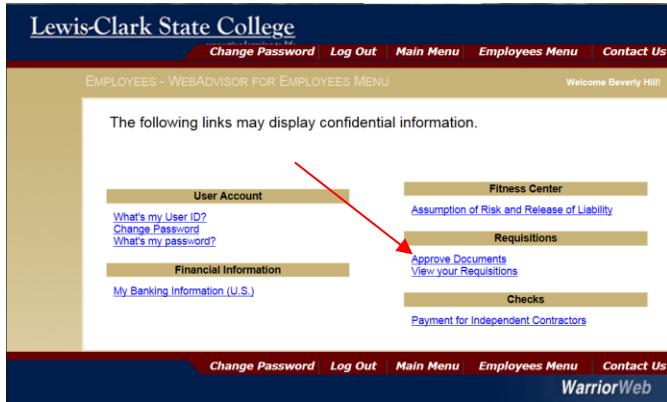 Lewis-Clark State College
Change Password Log Out Main Menu Employees Menu Contact Us
EMPLOYEES - WEBADVISOR FOR EMPLOYEES MENU Welcome Beverly Hill!
The following links may display confidential information.
User Account
What's my User ID?
Change Password
What's my password?
Financial Information
My Banking Information (U.S.)
Fitness Center
Assumption of Risk and Release of Liability
Requisitions
Approve Documents
View your Requisitions
Checks
Payment for Independent Contractors
Change Password Log Out Main Menu Employees Menu Contact Us
WarriorWeb